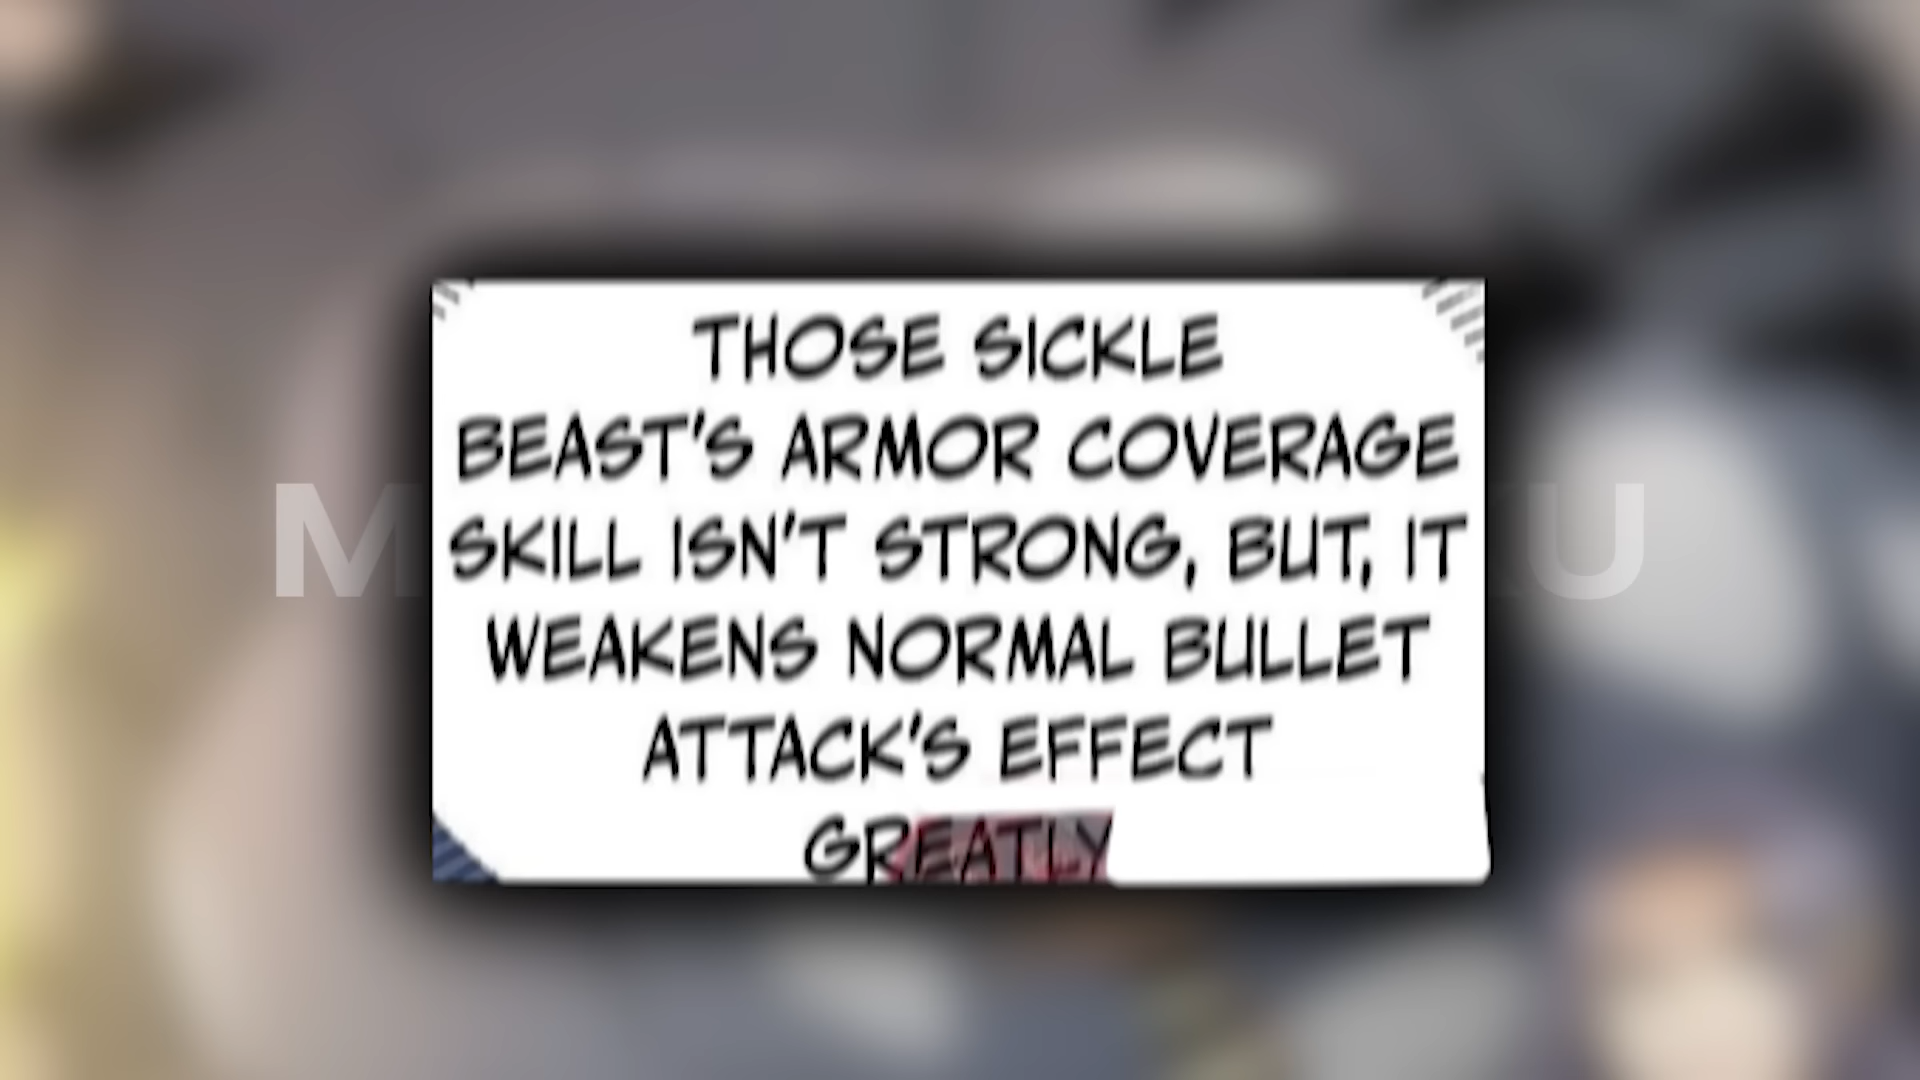 THOSE SICKLE
BEAST'S ARMOR COVERAGE
SKILL ISN'T STRONG, BUT, IT
WEAKENS NORMAL BULLET
ATTACK'S EFFECT
GREATLY